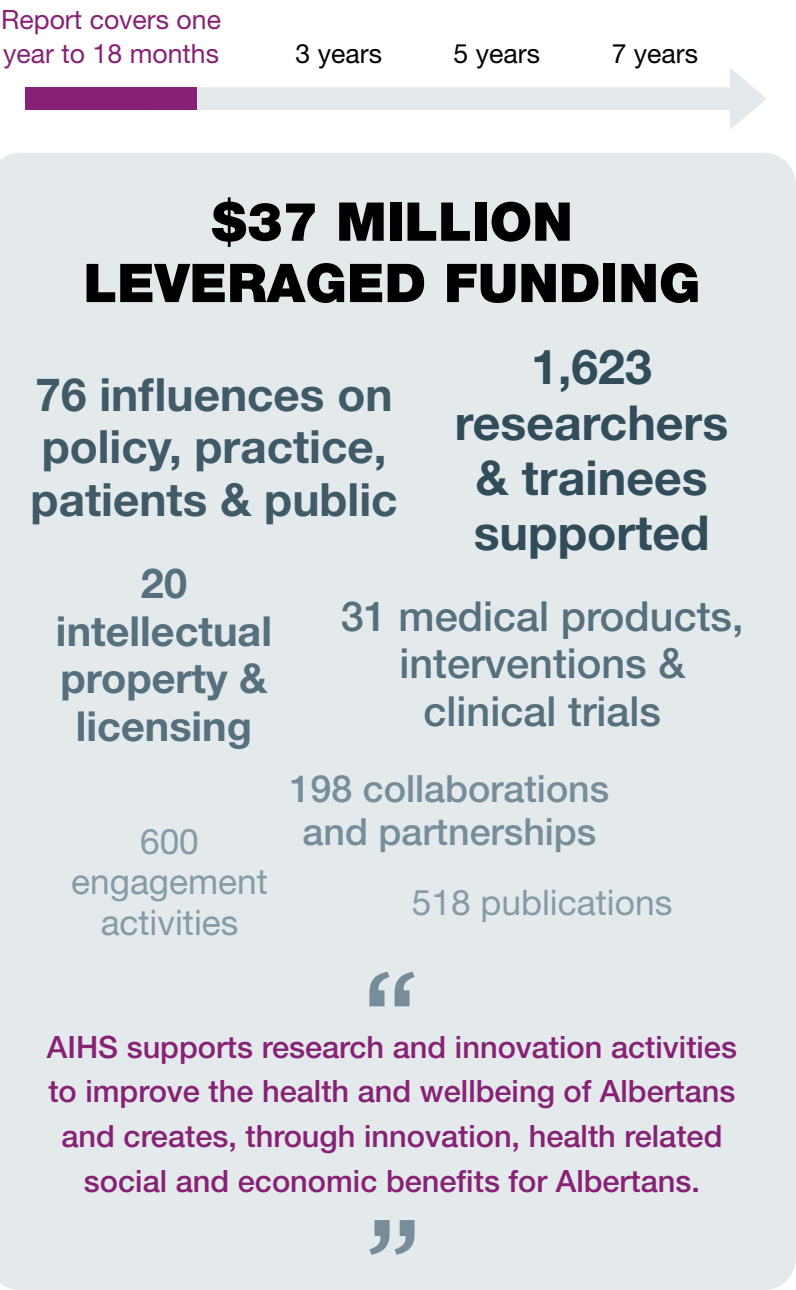 Report covers one
year to 18 months
3 years
5 years
7 years
$37 MILLION
LEVERAGED FUNDING
76 influences on
policy, practice,
patients & public
1,623
researchers
& trainees
supported
20
intellectual
property &
licensing
31 medical products,
interventions &
clinical trials
198 collaborations
and partnerships
600
engagement
activities
518 publications
“
AIHS supports research and innovation activities
to improve the health and wellbeing of Albertans
and creates, through innovation, health related
social and economic benefits for Albertans.
”